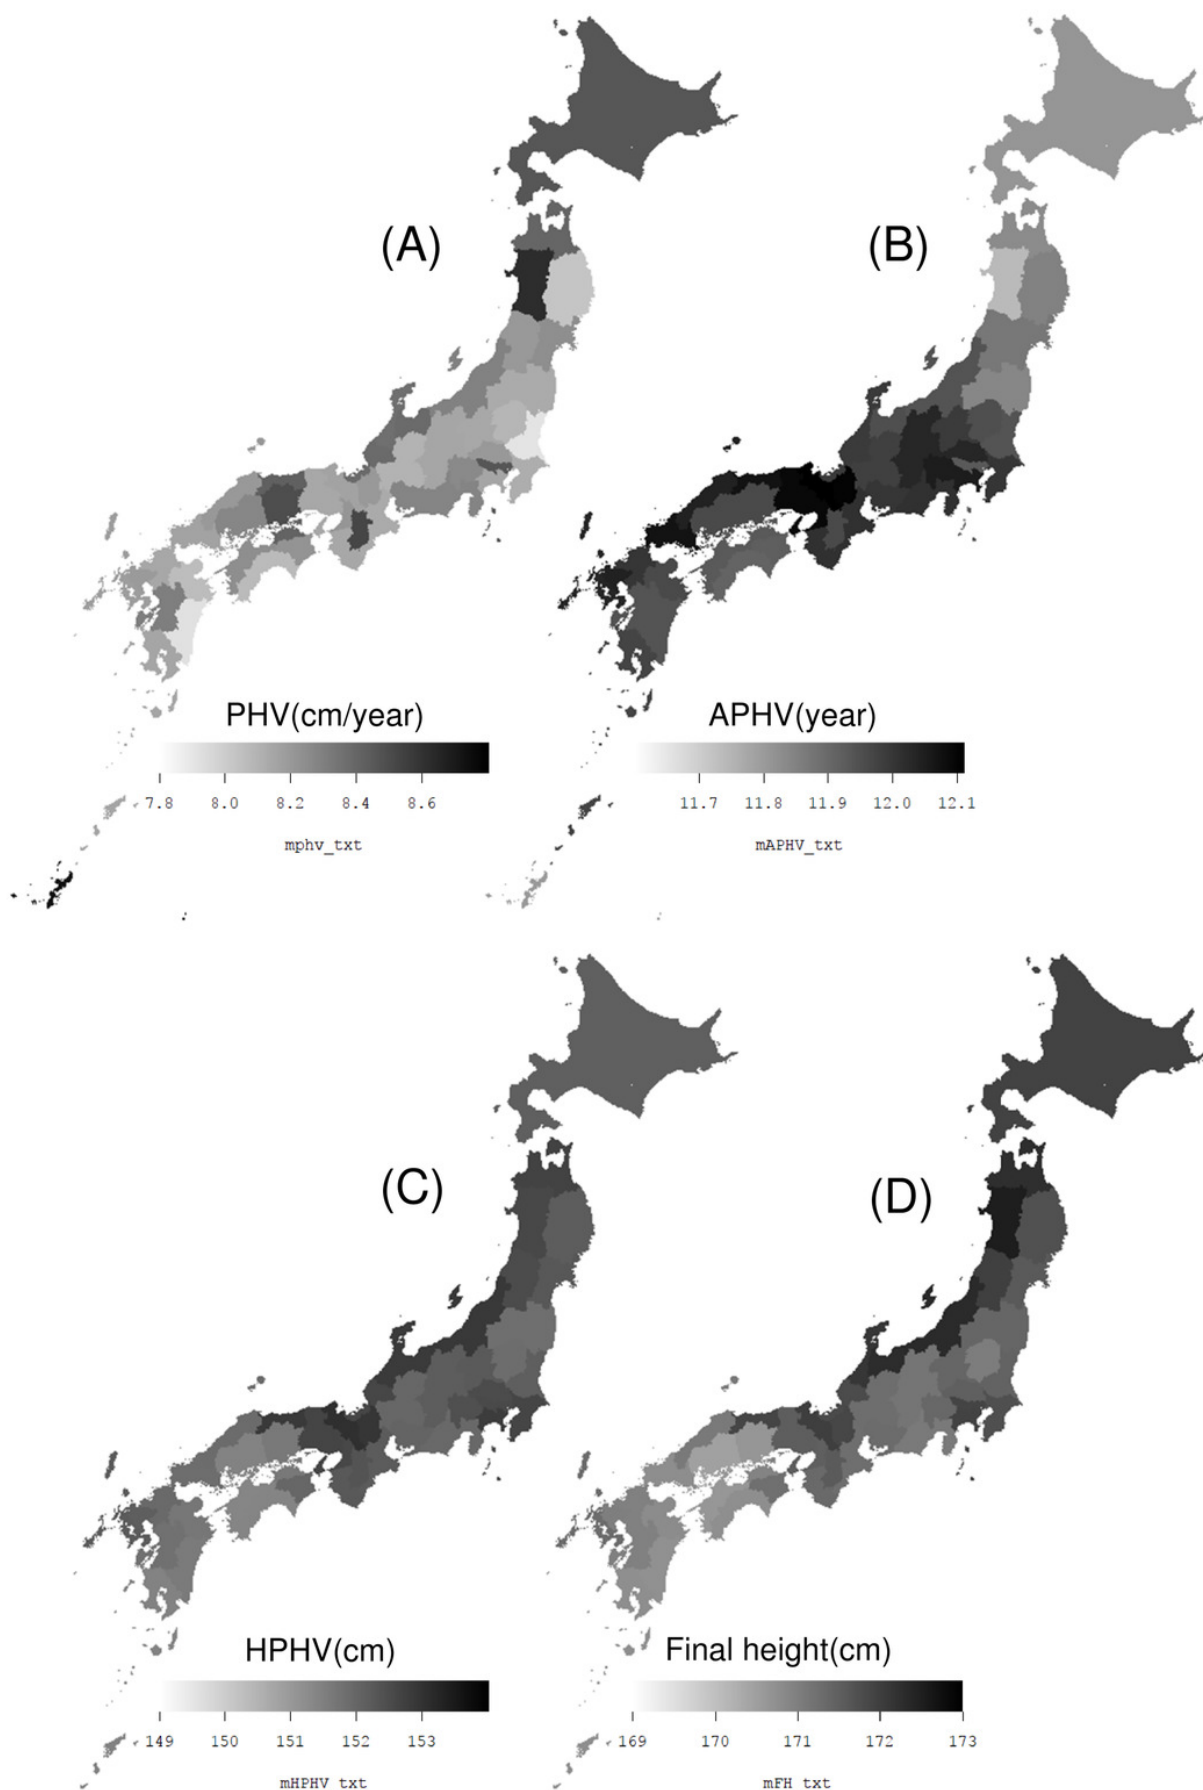 (A)
(B)
PHV(cm/year)
APHV(year)
7.8 8.0 8.2 8.4 8.6
11.7 11.8 11.9 12.0 12.1
mphv_txt
mAPHV_txt
(C)
(D)
HPHV(cm)
Final height(cm)
149 150 151 152 153
169 170 171 172 173
mHPHV txt
mFH txt